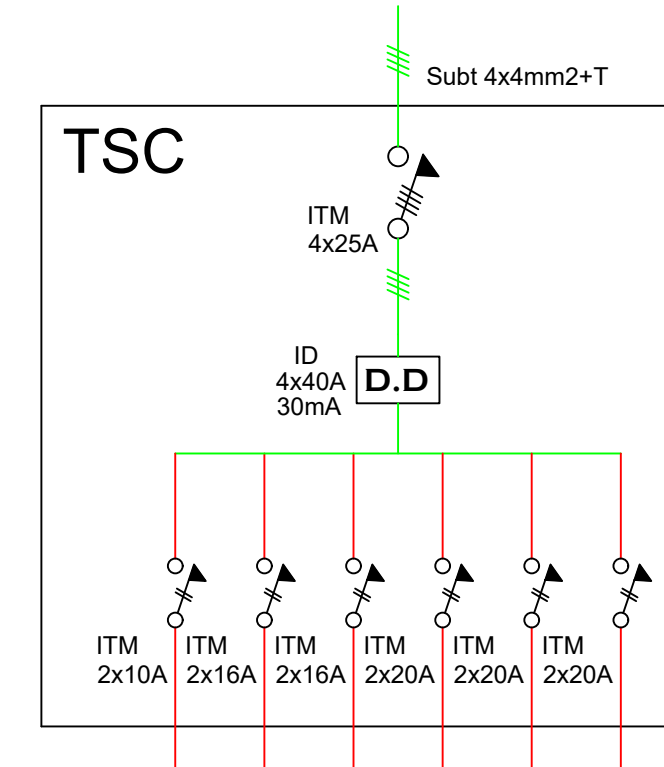 Subt 4x4mm2+T
TSC
ITM
4x25A
ID
4x40A
30mA
D.D
ITM
2x10A
ITM
2x16A
ITM
2x16A
ITM
2x20A
ITM
2x20A
ITM
2x20A